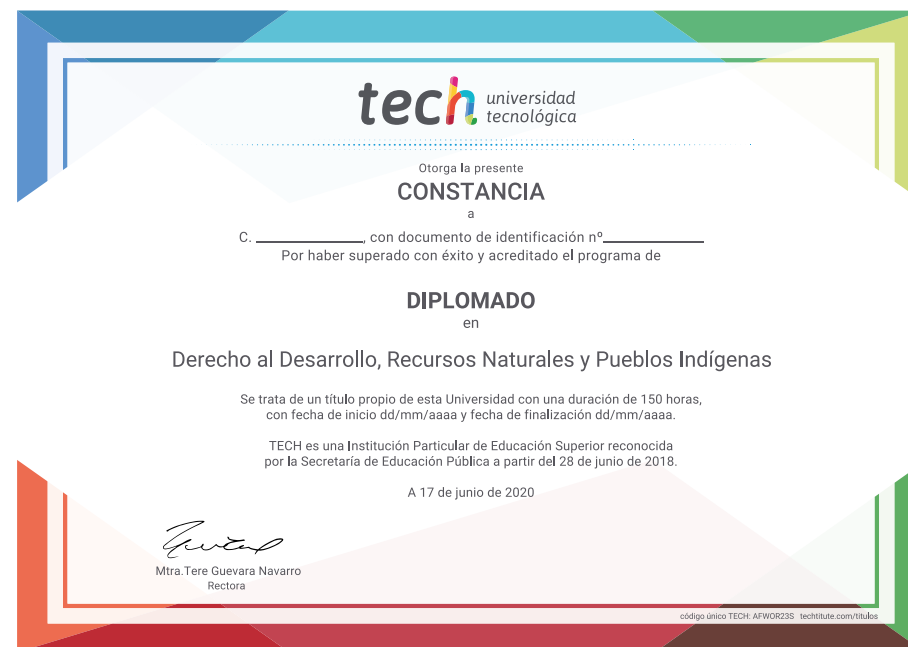 tech universidad
tecnológica
Otorga la presente
CONSTANCIA
a
C. ______________, con documento de identificación nº_____________
Por haber superado con éxito y acreditado el programa de
DIPLOMADO
en
Derecho al Desarrollo, Recursos Naturales y Pueblos Indígenas
Se trata de un título propio de esta Universidad con una duración de 150 horas,
con fecha de inicio dd/mm/aaaa y fecha de finalización dd/mm/aaaa.
TECH es una Institución Particular de Educación Superior reconocida
por la Secretaría de Educación Pública a partir del 28 de junio de 2018.
A 17 de junio de 2020
Mtra.Tere Guevara Navarro
Rectora
código único TECH: AFWOR23S techtitute.com/titulos